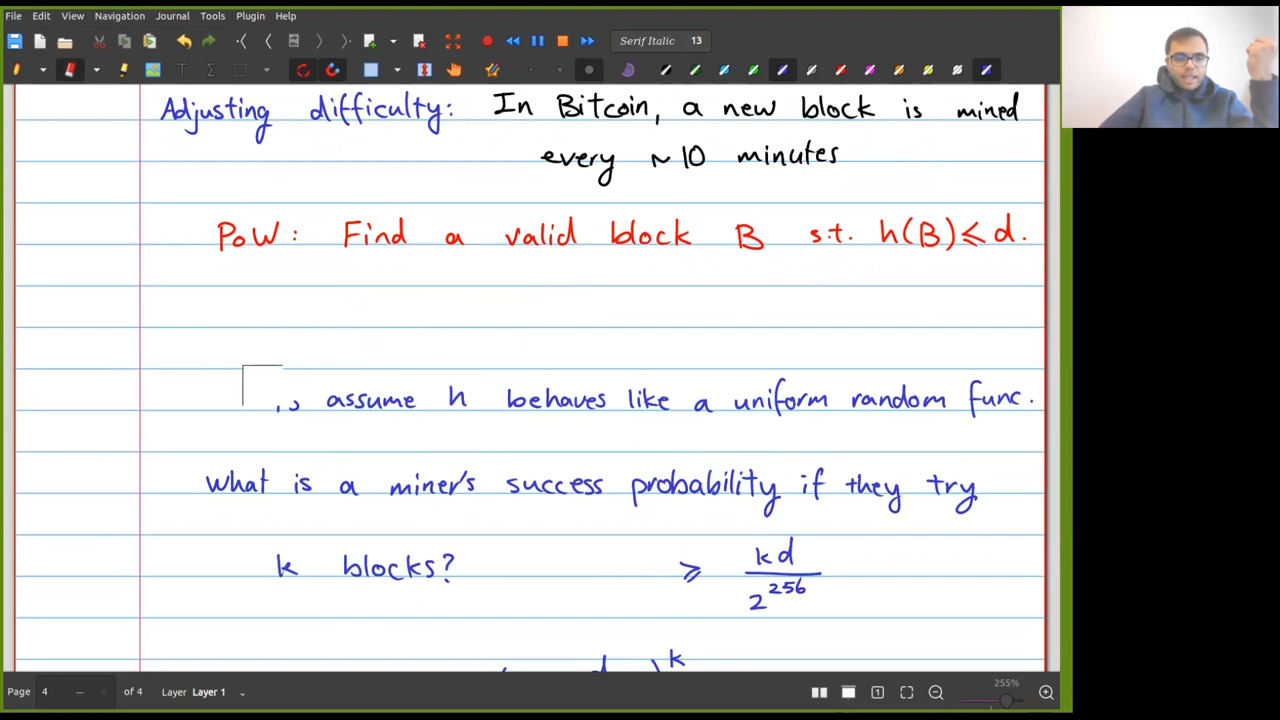 File Edit View Navigation Journal Tools Plugin Help
Serif Italic 13
Adjusting difficulty: In Bitcoin, a new block is mined
every ~10 minutes
PoW: Find a valid block B s.t. h(B)≤d.
assume h behaves like a uniform random func.
What is a miner's success probability if they try
k blocks? ≥ kd / 2^256
k
Page 4 of 4 Layer Layer 1 255%